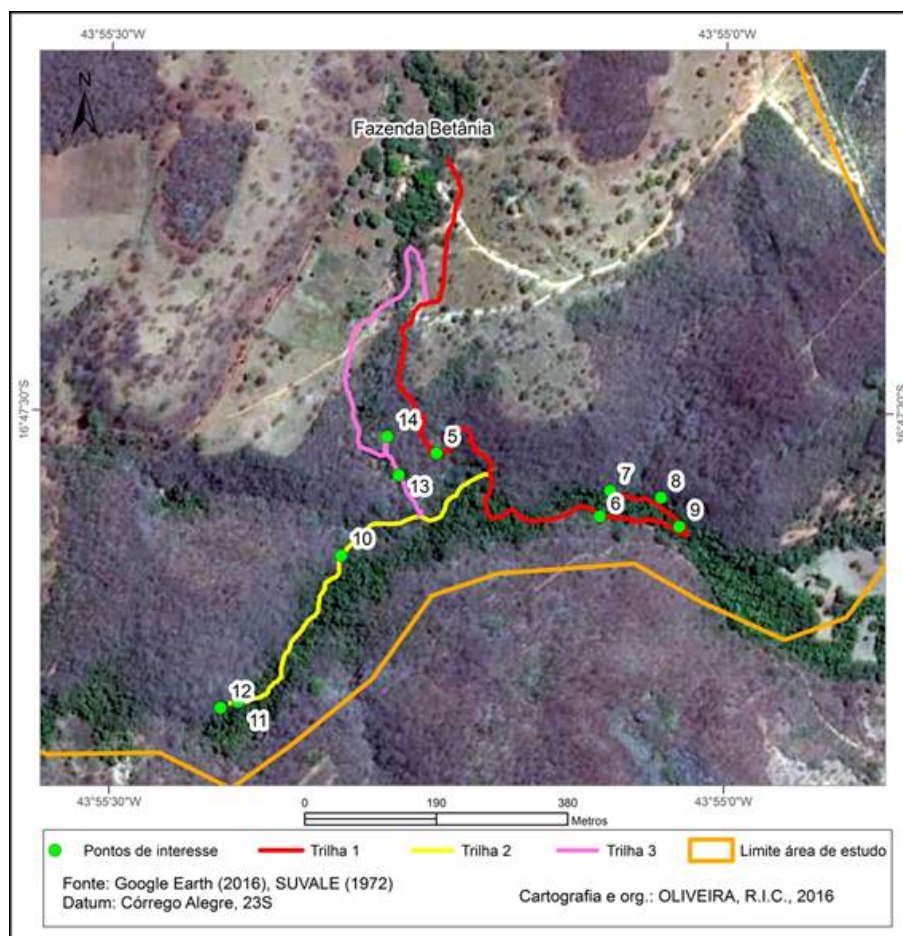 43°55'30"W
43°55'0"W
N
Fazenda Betânia
16°47'30"S
16°47'30"S
14
5
13
7
8
6
9
10
12
11
43°55'30"W
43°55'0"W
0
190
380
Metros
Pontos de interesse
Trilha 1
Trilha 2
Trilha 3
Limite área de estudo
Fonte: Google Earth (2016), SUVALE (1972)
Datum: Córrego Alegre, 23S
Cartografia e org.: OLIVEIRA, R.I.C., 2016